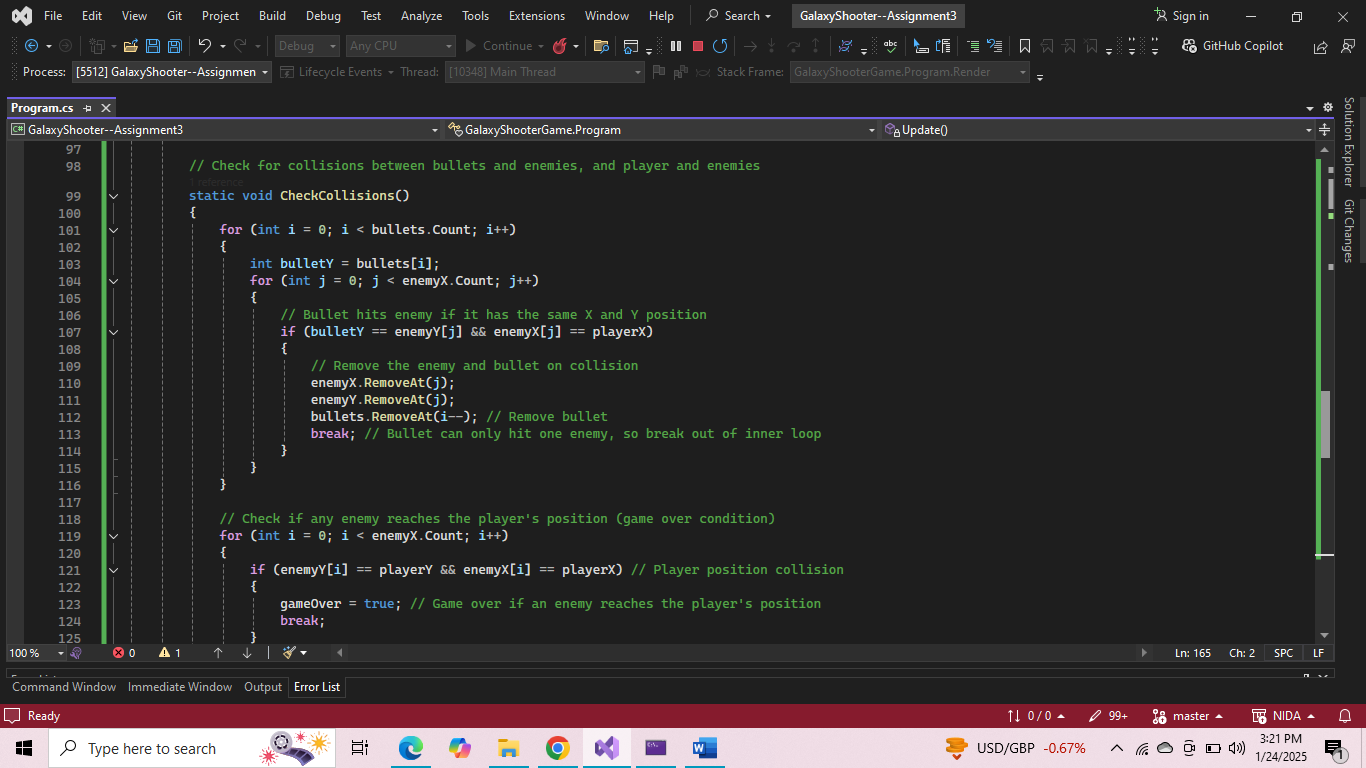 File Edit View Git Project Build Debug Test Analyze Tools Extensions Window Help Search GalaxyShooter--Assignment3 Sign in
Debug Any CPU Continue GitHub Copilot
Process: [5512] GalaxyShooter--Assignmen Lifecycle Events Thread: [10348] Main Thread Stack Frame: GalaxyShooterGame.Program.Render
Program.cs
C# GalaxyShooter--Assignment3 GalaxyShooterGame.Program Update()
Solution Explorer
Git Changes
97
98 // Check for collisions between bullets and enemies, and player and enemies
1 reference
99 static void CheckCollisions()
100 {
101 for (int i = 0; i < bullets.Count; i++)
102 {
103 int bulletY = bullets[i];
104 for (int j = 0; j < enemyX.Count; j++)
105 {
106 // Bullet hits enemy if it has the same X and Y position
107 if (bulletY == enemyY[j] && enemyX[j] == playerX)
108 {
109 // Remove the enemy and bullet on collision
110 enemyX.RemoveAt(j);
111 enemyY.RemoveAt(j);
112 bullets.RemoveAt(i--); // Remove bullet
113 break; // Bullet can only hit one enemy, so break out of inner loop
114 }
115 }
116 }
117
118 // Check if any enemy reaches the player's position (game over condition)
119 for (int i = 0; i < enemyX.Count; i++)
120 {
121 if (enemyY[i] == playerY && enemyX[i] == playerX) // Player position collision
122 {
123 gameOver = true; // Game over if an enemy reaches the player's position
124 break;
125 }
100 % 0 1 Ln: 165 Ch: 2 SPC LF
Command Window Immediate Window Output Error List
Ready 0 / 0 99+ master NIDA
Type here to search USD/GBP -0.67% 3:21 PM
1/24/2025 1